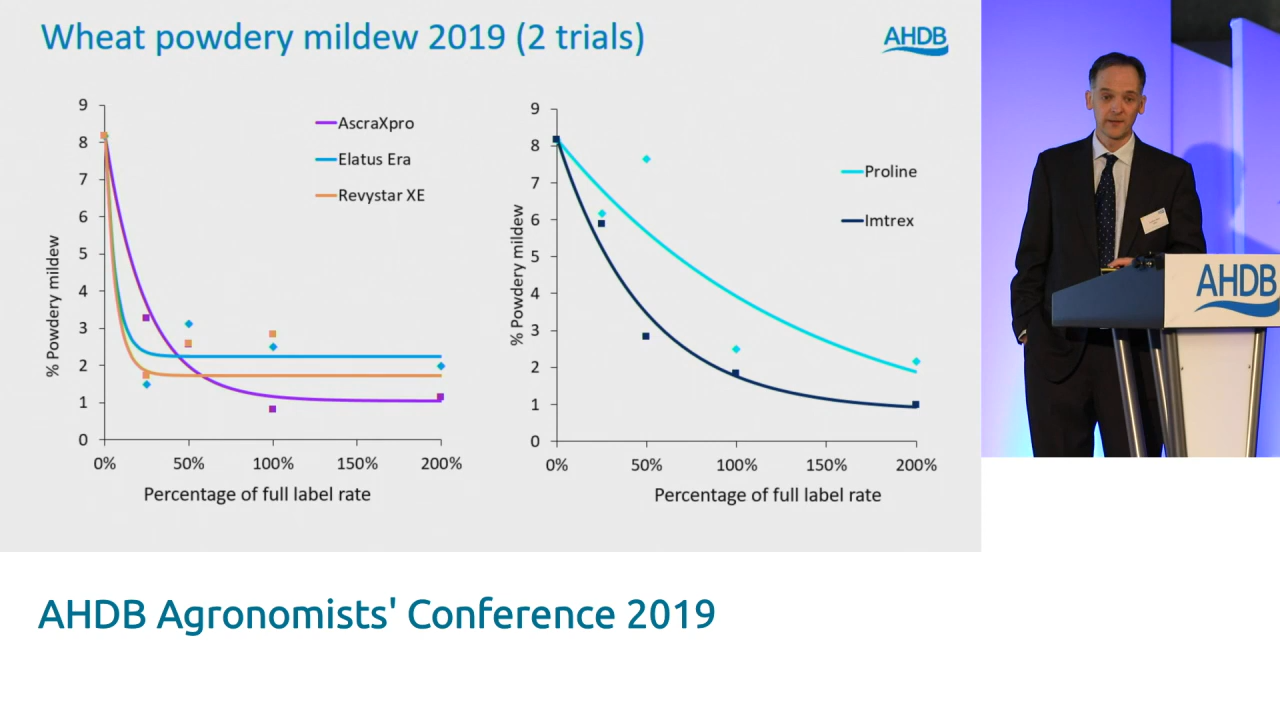 Wheat powdery mildew 2019 (2 trials)
AHDB
9
8
7
6
5
4
3
2
1
0
% Powdery mildew
0%
50%
100%
150%
200%
Percentage of full label rate
AscraXpro
Elatus Era
Revystar XE
9
8
7
6
5
4
3
2
1
0
% Powdery mildew
0%
50%
100%
150%
200%
Percentage of full label rate
Proline
Imtrex
AHDB
AHDB Agronomists' Conference 2019